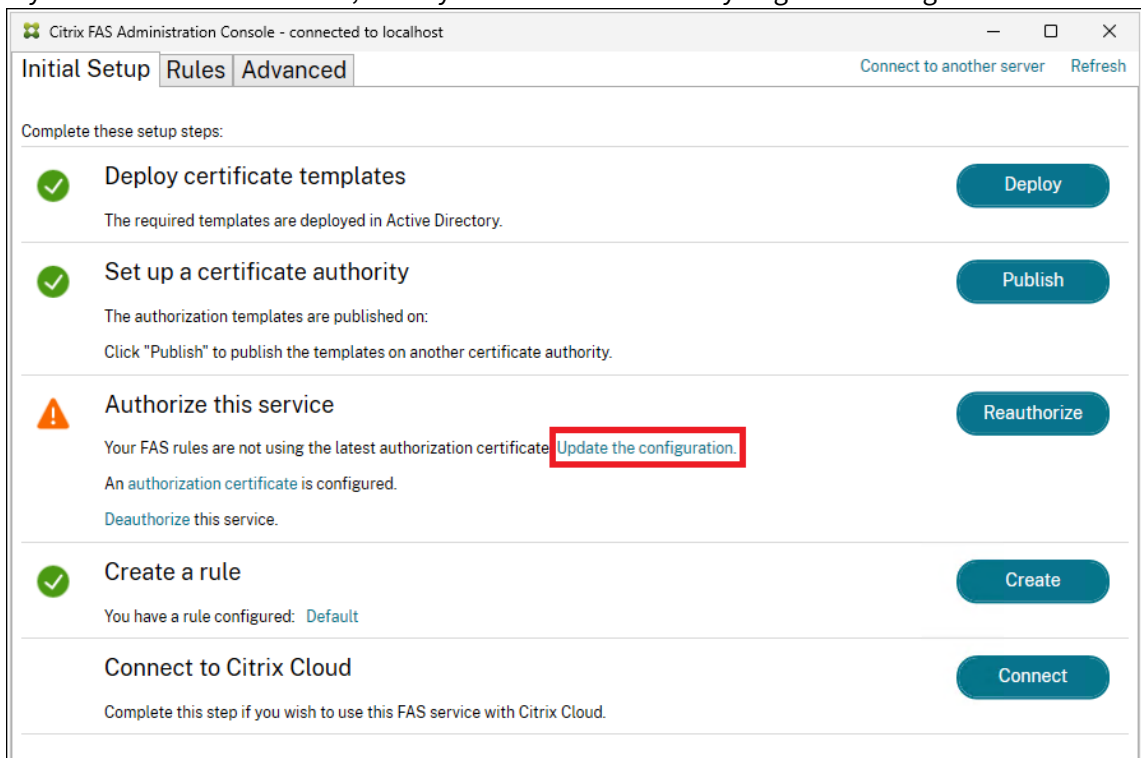 Citrix FAS Administration Console - connected to localhost
Initial Setup Rules Advanced Connect to another server Refresh
Complete these setup steps:
Deploy certificate templates
Deploy
The required templates are deployed in Active Directory.
Set up a certificate authority
Publish
The authorization templates are published on:
Click "Publish" to publish the templates on another certificate authority.
Authorize this service
Reauthorize
Your FAS rules are not using the latest authorization certificate Update the configuration.
An authorization certificate is configured.
Deauthorize this service.
Create a rule
Create
You have a rule configured: Default
Connect to Citrix Cloud
Connect
Complete this step if you wish to use this FAS service with Citrix Cloud.